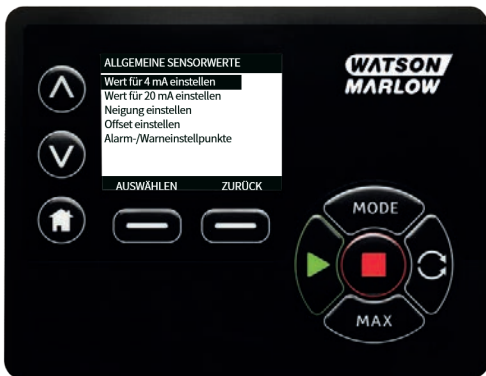 WATSON
MARLOW
ALLGEMEINE SENSORWERTE
Wert für 4 mA einstellen
Wert für 20 mA einstellen
Neigung einstellen
Offset einstellen
Alarm-/Warneinstellpunkte
AUSWÄHLEN ZURÜCK
MODE
MAX